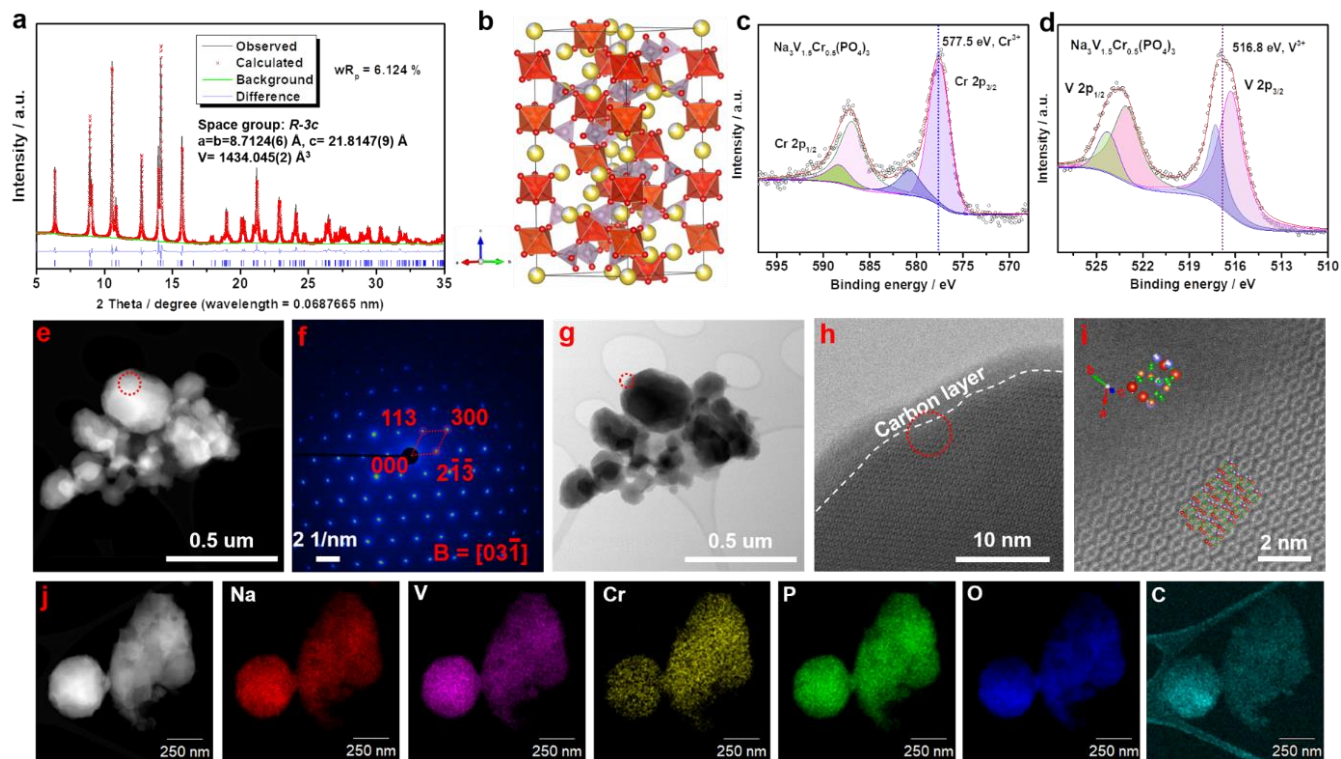 a
Intensity / a.u.
Observed
Calculated
Background
Difference
wRₚ = 6.124 %
Space group: R-3c
a=b=8.7124(6) Å, c= 21.8147(9) Å
V= 1434.045(2) Å³
5 10 15 20 25 30 35
2 Theta / degree (wavelength = 0.0687665 nm)
b
c
Intensity / a.u.
Na₃V₁.₅Cr₀.₅(PO₄)₃
577.5 eV, Cr³⁺
Cr 2p₃/₂
Cr 2p₁/₂
595 590 585 580 575 570
Binding energy / eV
d
Intensity / a.u.
Na₃V₁.₅Cr₀.₅(PO₄)₃
516.8 eV, V³⁺
V 2p₁/₂
V 2p₃/₂
525 522 519 516 513 510
Binding energy / eV
e
0.5 um
f
113
300
000
21̄3̄
2 1/nm
B = [031̄]
g
0.5 um
h
Carbon layer
10 nm
i
b
2 nm
j
250 nm
Na
250 nm
V
250 nm
Cr
250 nm
P
250 nm
O
250 nm
C
250 nm